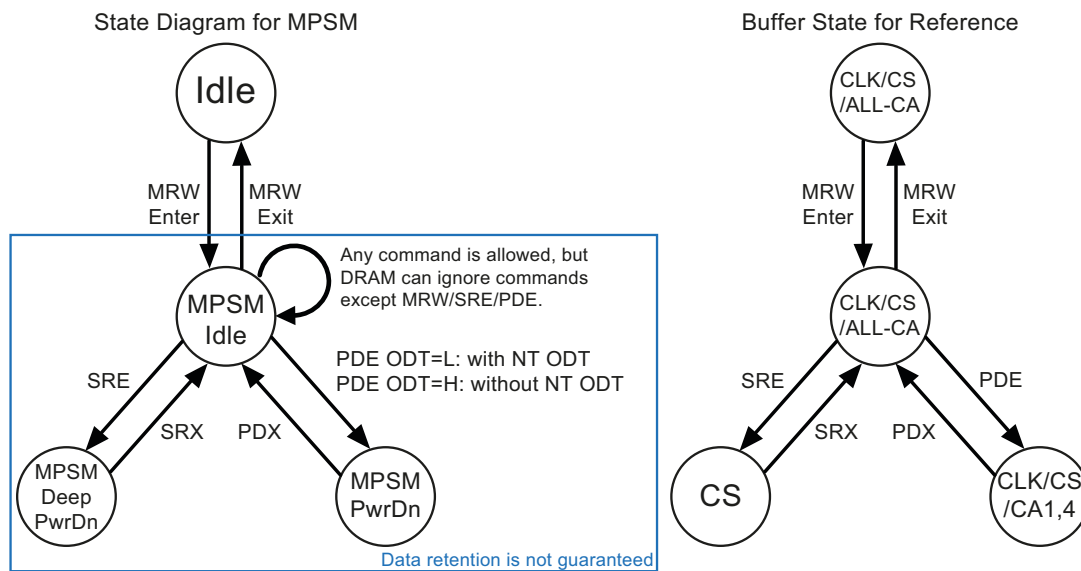 State Diagram for MPSM
Idle
MRW
Enter
MRW
Exit
Any command is allowed, but
DRAM can ignore commands
except MRW/SRE/PDE.
MPSM
Idle
PDE ODT=L: with NT ODT
PDE ODT=H: without NT ODT
SRE
SRX
PDX
MPSM
Deep
PwrDn
MPSM
PwrDn
Data retention is not guaranteed
Buffer State for Reference
CLK/CS
/ALL-CA
MRW
Enter
MRW
Exit
CLK/CS
/ALL-CA
SRE
PDE
SRX
PDX
CS
CLK/CS
/CA1,4